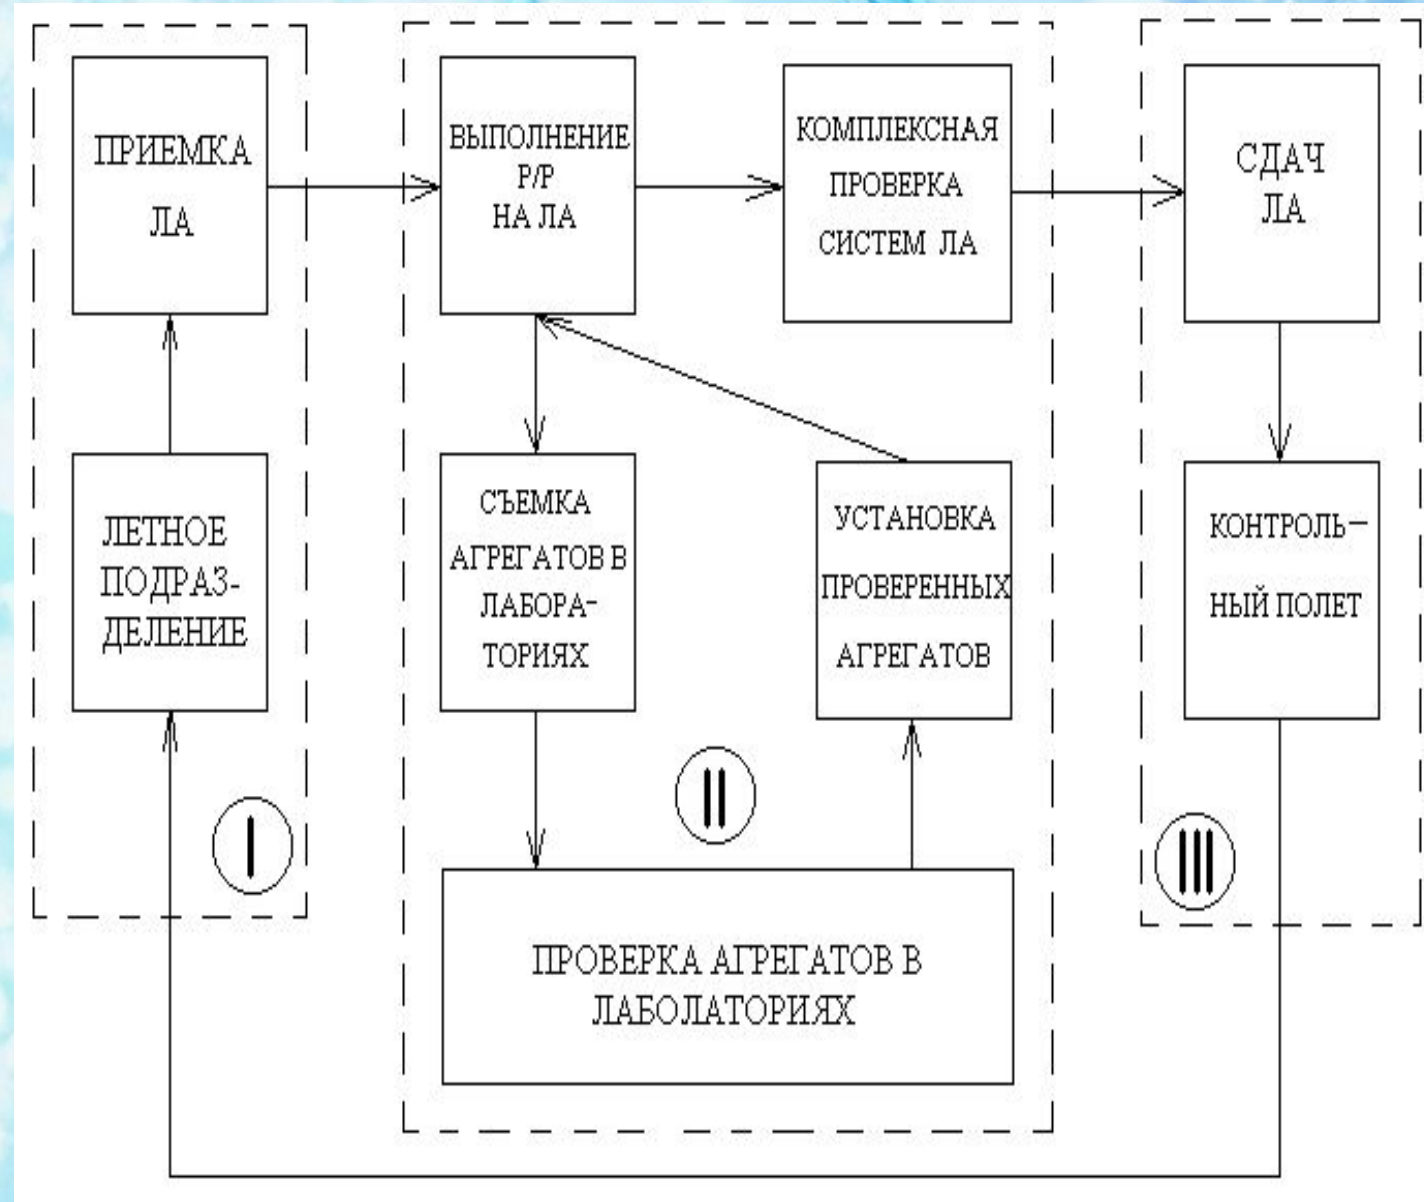 ПРИЕМКА
ЛА
ВЫПОЛНЕНИЕ
Р/Р
НА ЛА
КОМПЛЕКСНАЯ
ПРОВЕРКА
СИСТЕМ ЛА
СДАЧ
ЛА
ЛЕТНОЕ
ПОДРАЗ-
ДЕЛЕНИЕ
СЪЕМКА
АГРЕГАТОВ В
ЛАБОРА-
ТОРИЯХ
УСТАНОВКА
ПРОВЕРЕННЫХ
АГРЕГАТОВ
КОНТРОЛЬ-
НЫЙ ПОЛЕТ
I
II
III
ПРОВЕРКА АГРЕГАТОВ В
ЛАБОЛАТОРИЯХ